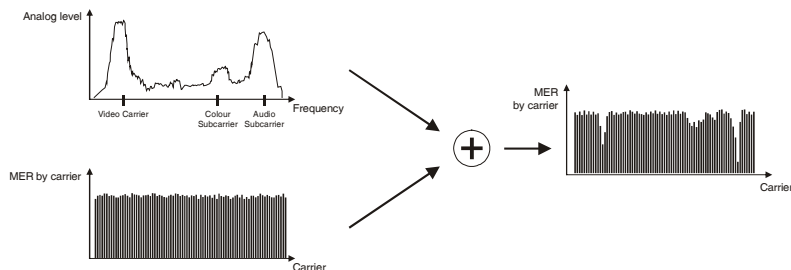 Analog level
Frequency
Video Carrier
Colour
Subcarrier
Audio
Subcarrier
MER by carrier
Carrier
MER
by carrier
Carrier